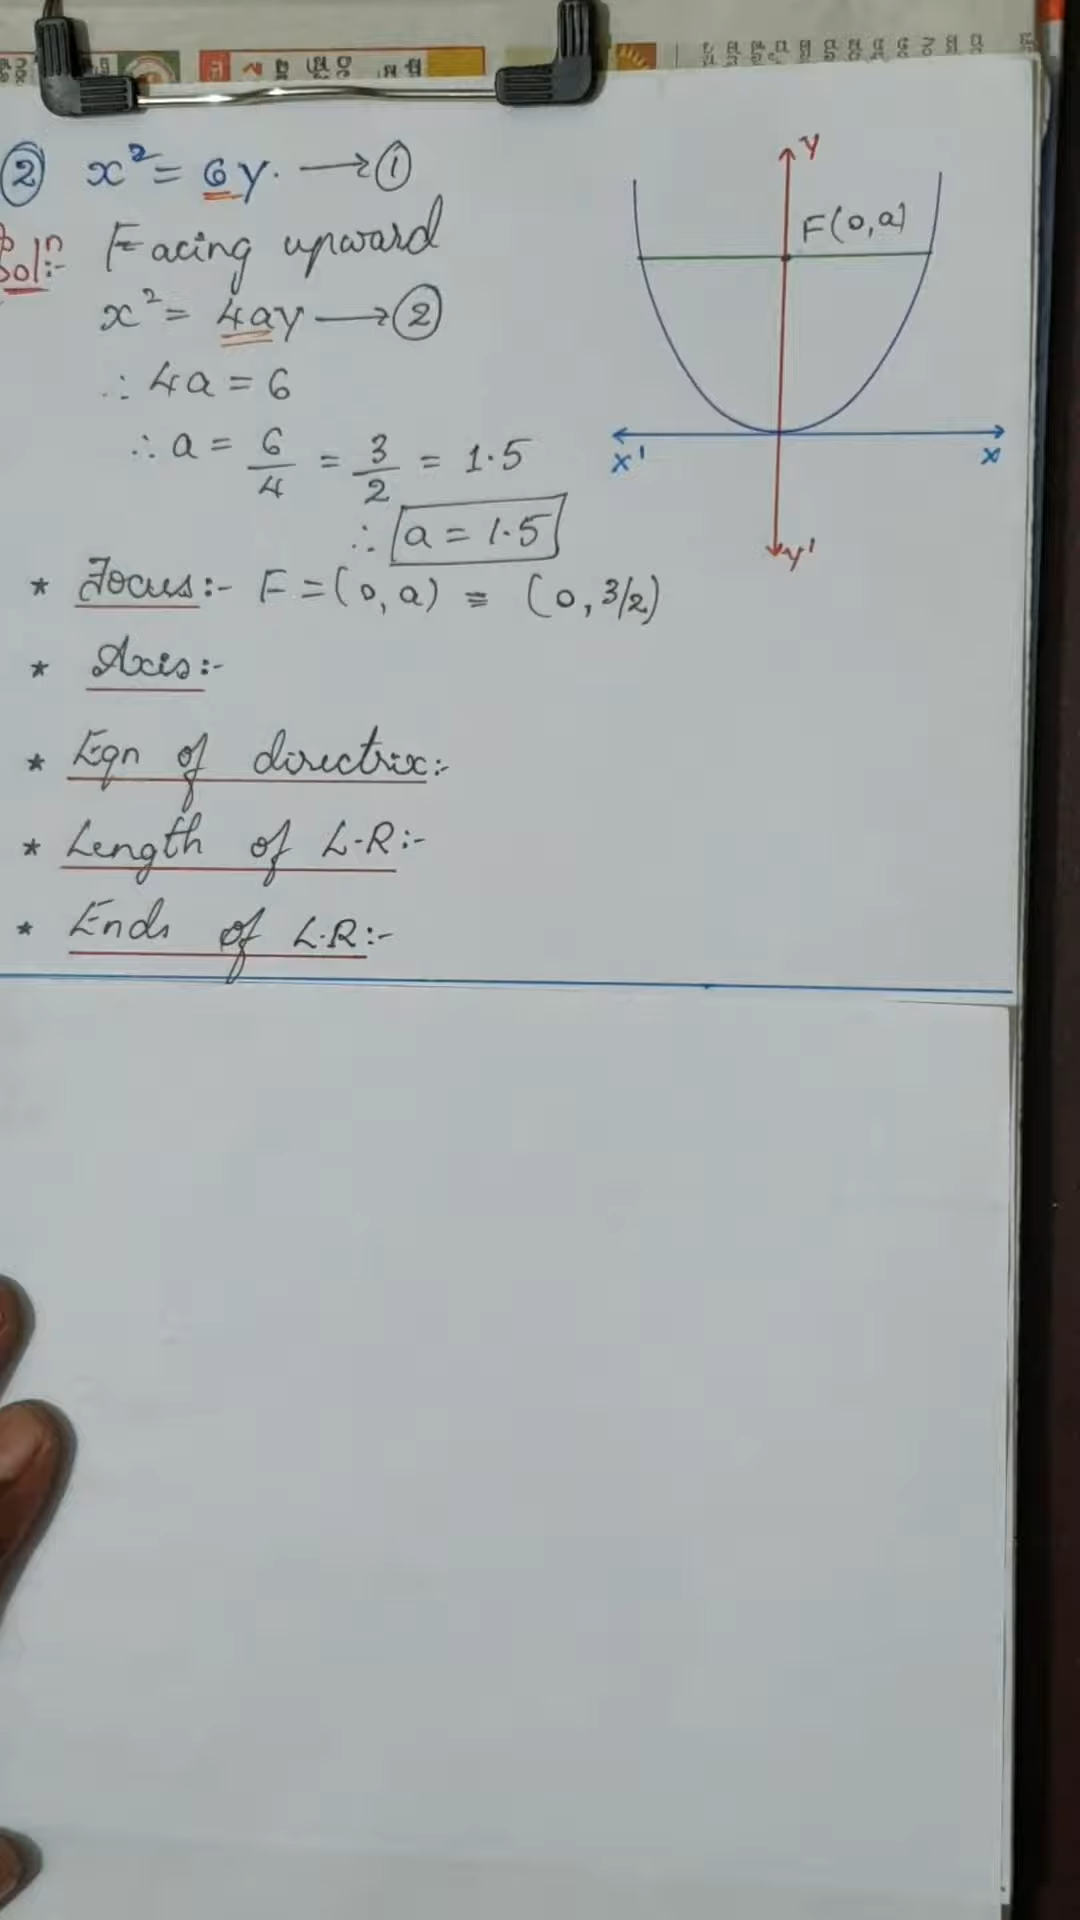 ② x² = 6y. ⟶ ①
Solⁿ:- Facing upward
x² = 4ay ⟶ ②
∴ 4a = 6
∴ a = 6/4 = 3/2 = 1.5
∴ a = 1.5
* Focus:- F = (0, a) = (0, 3/2)
* Axis:-
* Eqn of directrix:-
* Length of L.R:-
* Ends of L.R:-
Y
F(0, a)
X'
X
Y'